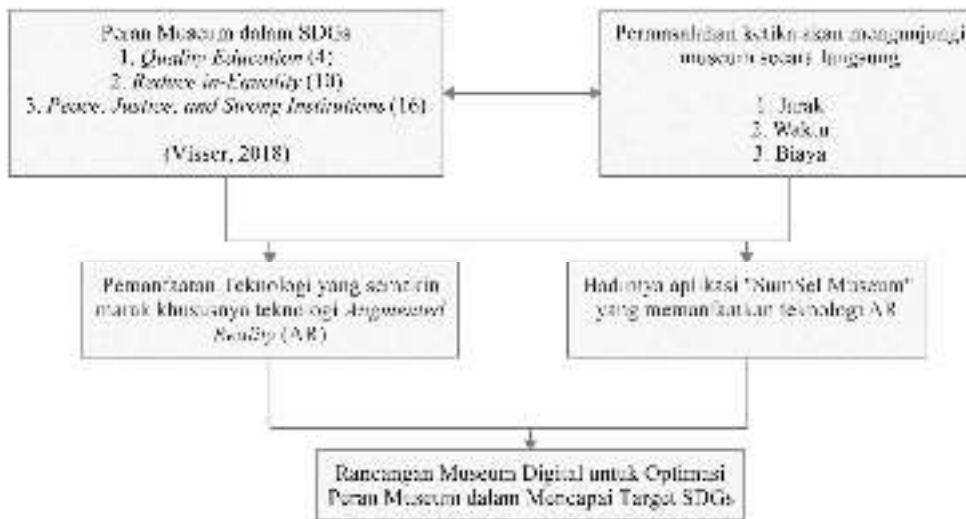 Peran Museum dalam SDGs
1. Quality Education (4)
2. Reduce in-Equality (10)
3. Peace, Justice, and Strong Institutions (16)
(Visser, 2018)
Permasalahan ketika akan mengunjungi
museum secara langsung
1. Jarak
2. Waktu
3. Biaya
Pemanfaatan Teknologi yang semakin
marak khususnya teknologi Augmented
Reality (AR)
Hadirnya aplikasi "SumSel Museum"
yang memanfaatkan teknologi AR
Rancangan Museum Digital untuk Optimasi
Peran Museum dalam Mencapai Target SDGs